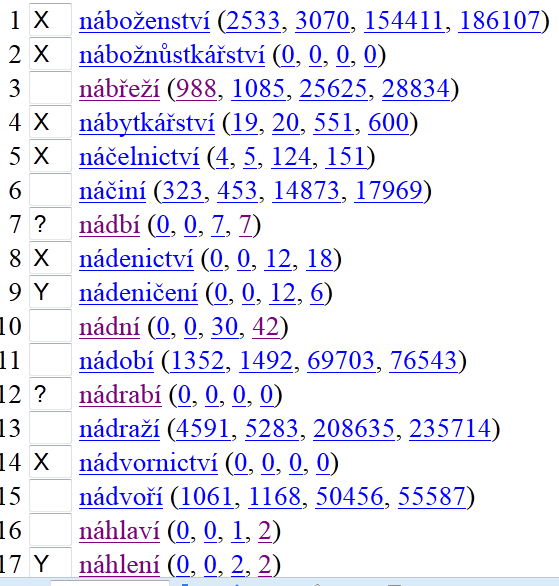 1 X náboženství (2533, 3070, 154411, 186107)
2 X nábožnůstkářství (0, 0, 0, 0)
3 nábřeží (988, 1085, 25625, 28834)
4 X nábytkářství (19, 20, 551, 600)
5 X náčelnictví (4, 5, 124, 151)
6 náčiní (323, 453, 14873, 17969)
7 ? nádbí (0, 0, 7, 7)
8 X nádenictví (0, 0, 12, 18)
9 Y nádeničení (0, 0, 12, 6)
10 nádní (0, 0, 30, 42)
11 nádobí (1352, 1492, 69703, 76543)
12 ? nádrabí (0, 0, 0, 0)
13 nádraží (4591, 5283, 208635, 235714)
14 X nádvornictví (0, 0, 0, 0)
15 nádvoří (1061, 1168, 50456, 55587)
16 náhlaví (0, 0, 1, 2)
17 Y náhlení (0, 0, 2, 2)